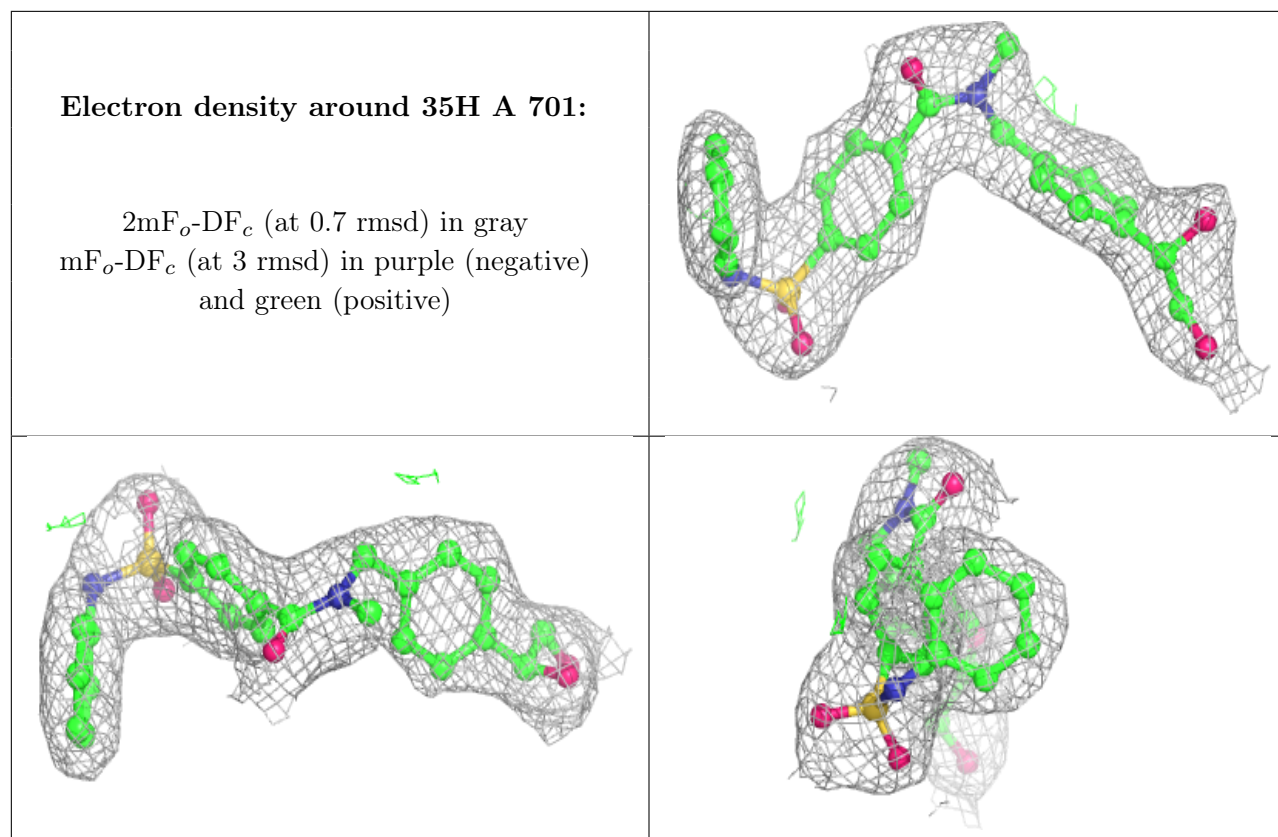 Electron density around 35H A 701:
2mFo-DFc (at 0.7 rmsd) in gray
mFo-DFc (at 3 rmsd) in purple (negative)
and green (positive)